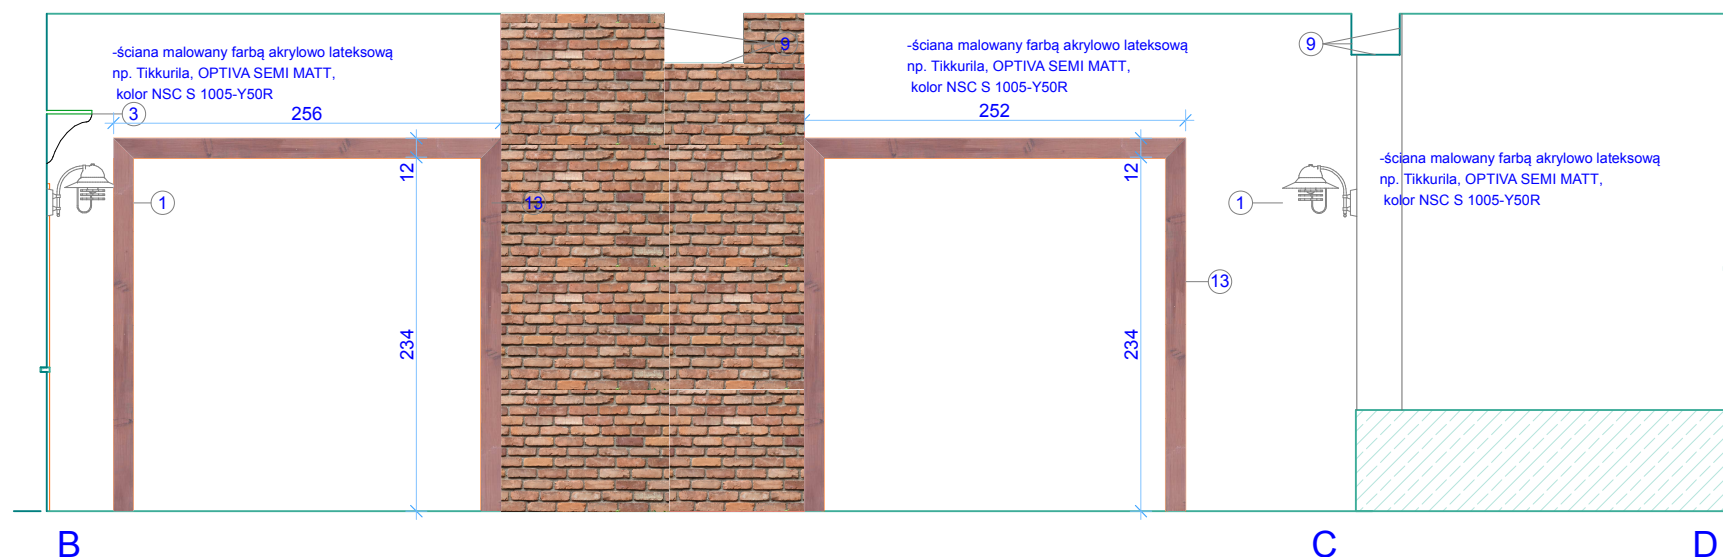 -ściana malowany farbą akrylowo lateksową
np. Tikkurila, OPTIVA SEMI MATT,
kolor NSC S 1005-Y50R
256
3
12
1
234
13
9
-ściana malowany farbą akrylowo lateksową
np. Tikkurila, OPTIVA SEMI MATT,
kolor NSC S 1005-Y50R
252
12
234
1
13
9
-ściana malowany farbą akrylowo lateksową
np. Tikkurila, OPTIVA SEMI MATT,
kolor NSC S 1005-Y50R
B
C
D